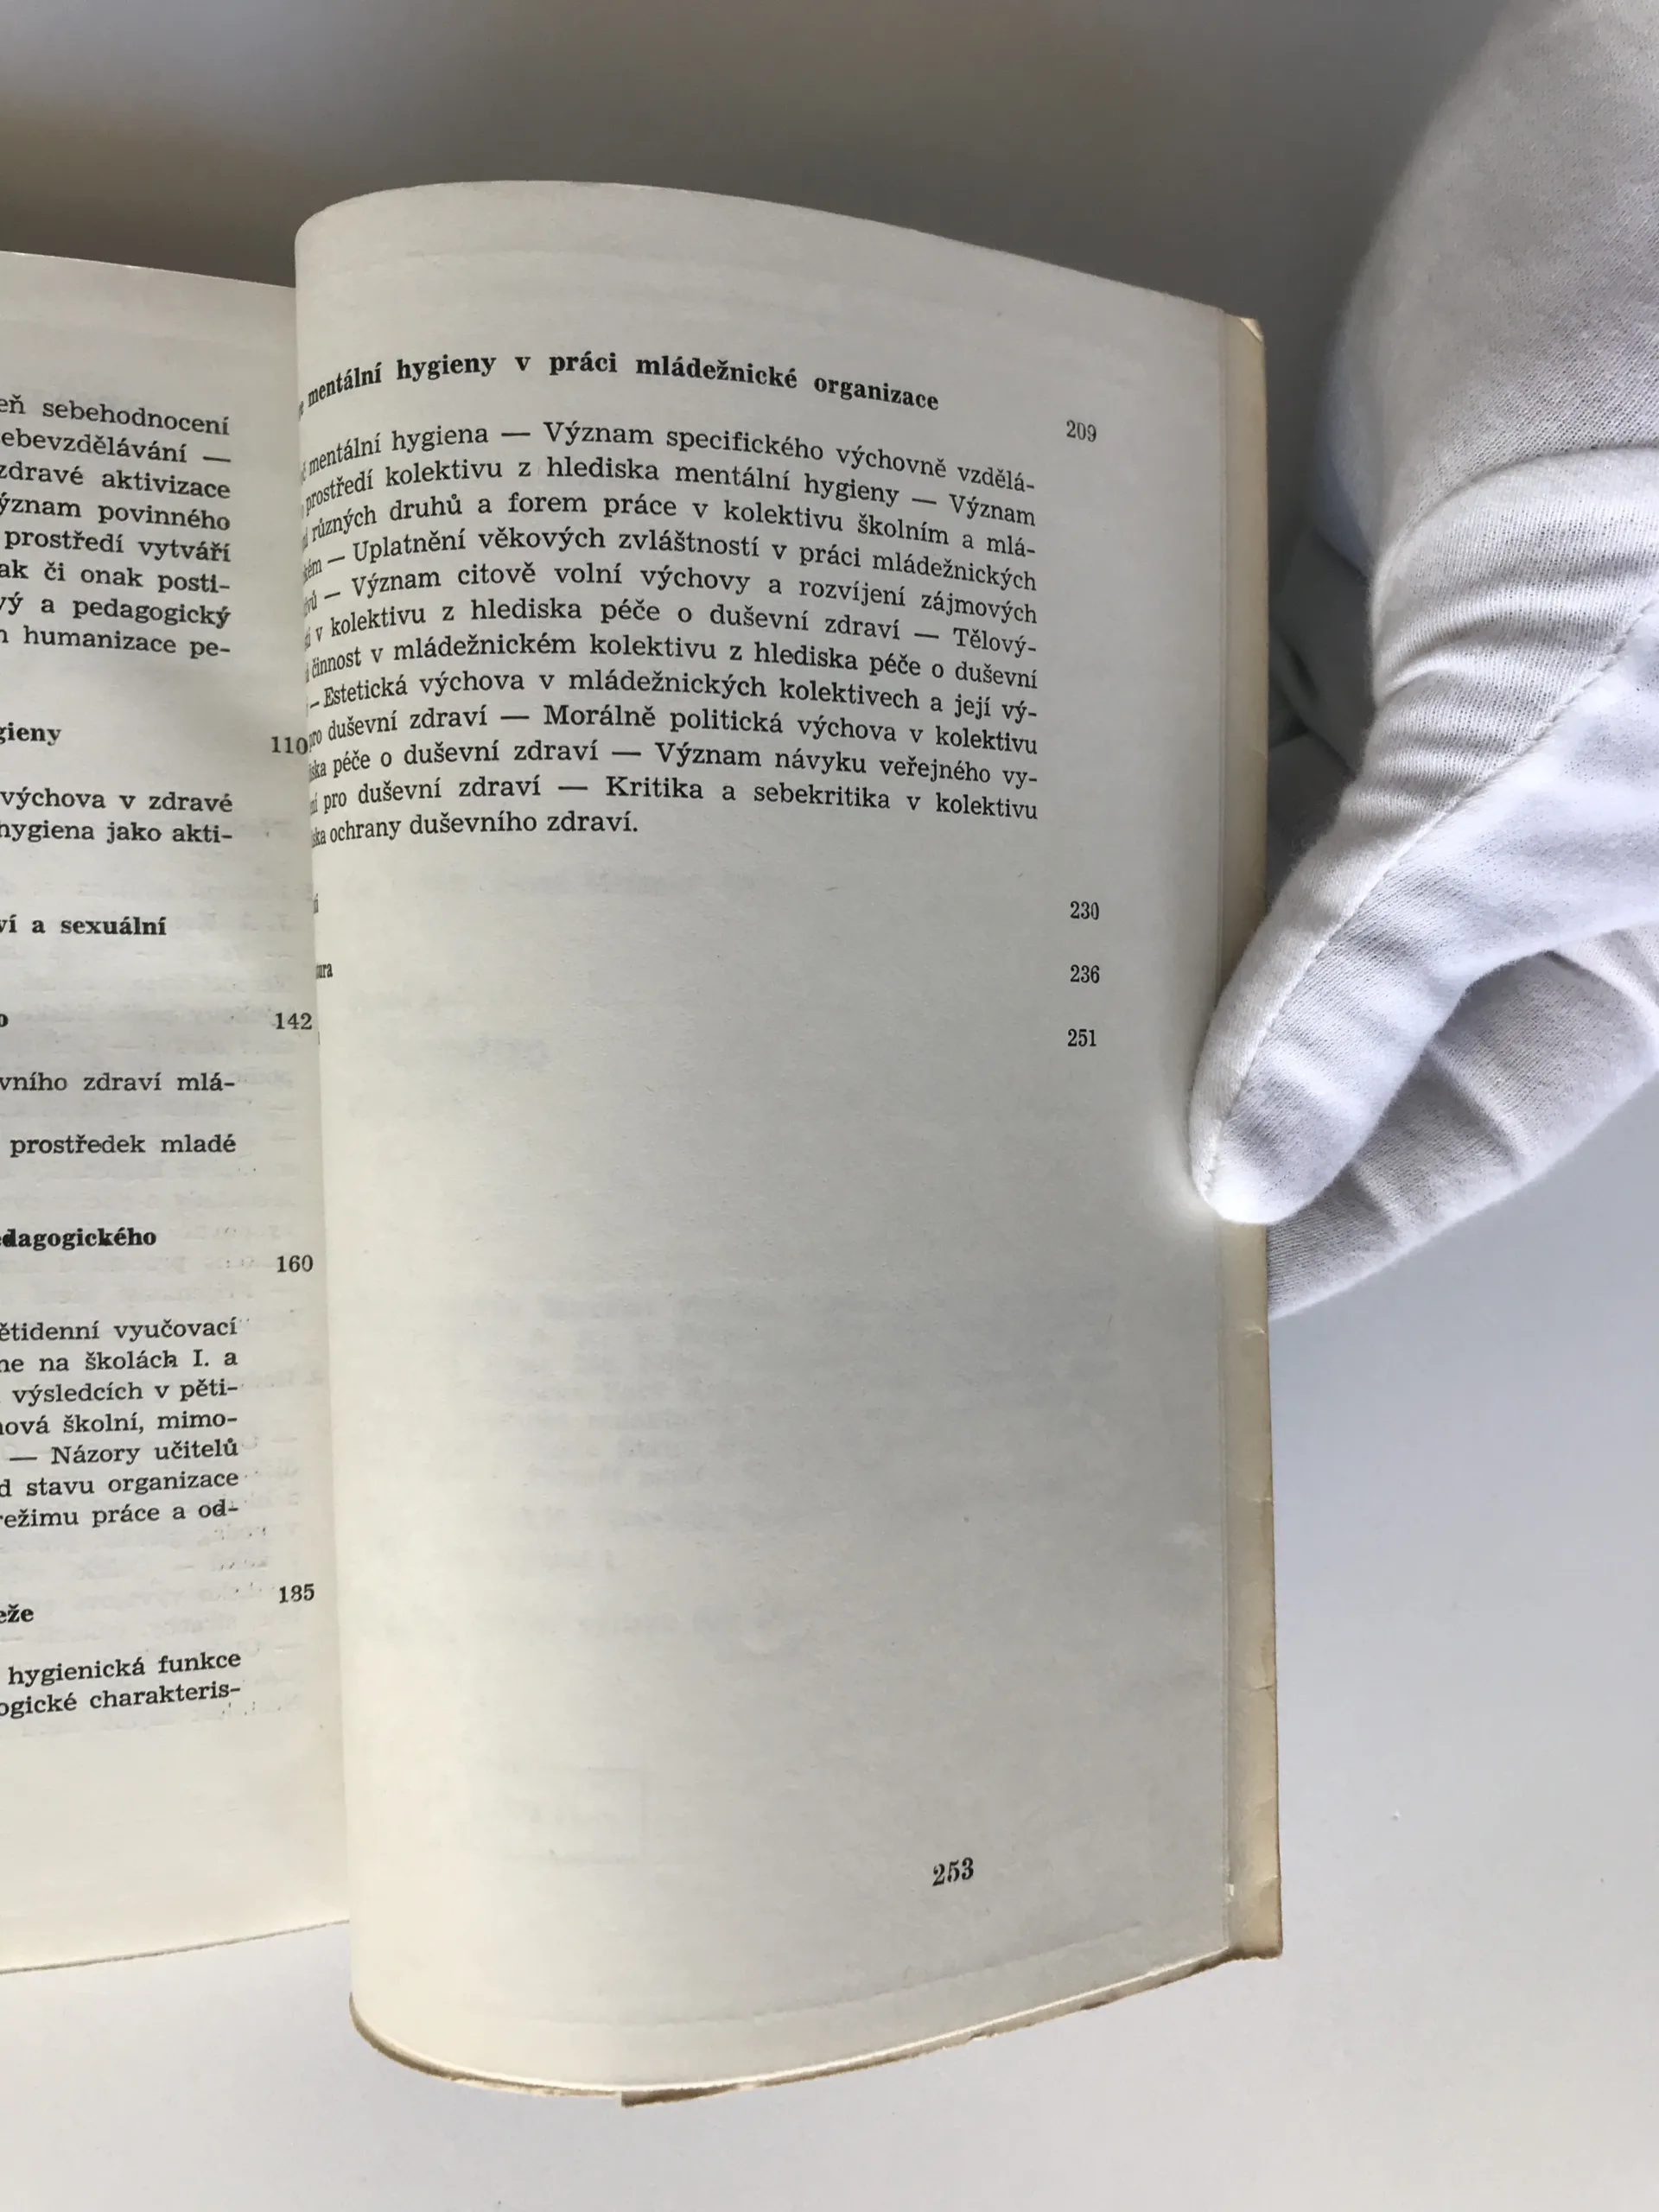 sebehodnocení
ebevzdělávání —
zdravé aktivizace
význam povinného
prostředí vytváří
ak či onak posti-
vý a pedagogický
humanizace pe-
gieny
110
výchova v zdravé
hygiena jako akti-
ví a sexuální
142
vního zdraví mlá-
prostředek mladé
edagogického
160
ětidenní vyučovací
na školách I. a
výsledcích v pěti-
nová školní, mimo-
— Názory učitelů
stavu organizace
režimu práce a od-
185
eže
hygienická funkce
ogické charakteris-
mentální hygieny v práci mládežnické organizace
209
mentální hygiena — Význam specifického výchovně vzdělá-
prostředí kolektivu z hlediska mentální hygieny — Význam
různých druhů a forem práce v kolektivu školním a mlá-
— Uplatnění věkových zvláštností v práci mládežnických
— Význam citově volní výchovy a rozvíjení zájmových
v kolektivu z hlediska péče o duševní zdraví — Tělový-
činnost v mládežnickém kolektivu z hlediska péče o duševní
— Estetická výchova v mládežnických kolektivech a její vý-
pro duševní zdraví — Morálně politická výchova v kolektivu
péče o duševní zdraví — Význam návyku veřejného vy-
pro duševní zdraví — Kritika a sebekritika v kolektivu
ochrany duševního zdraví.
230
236
251
253